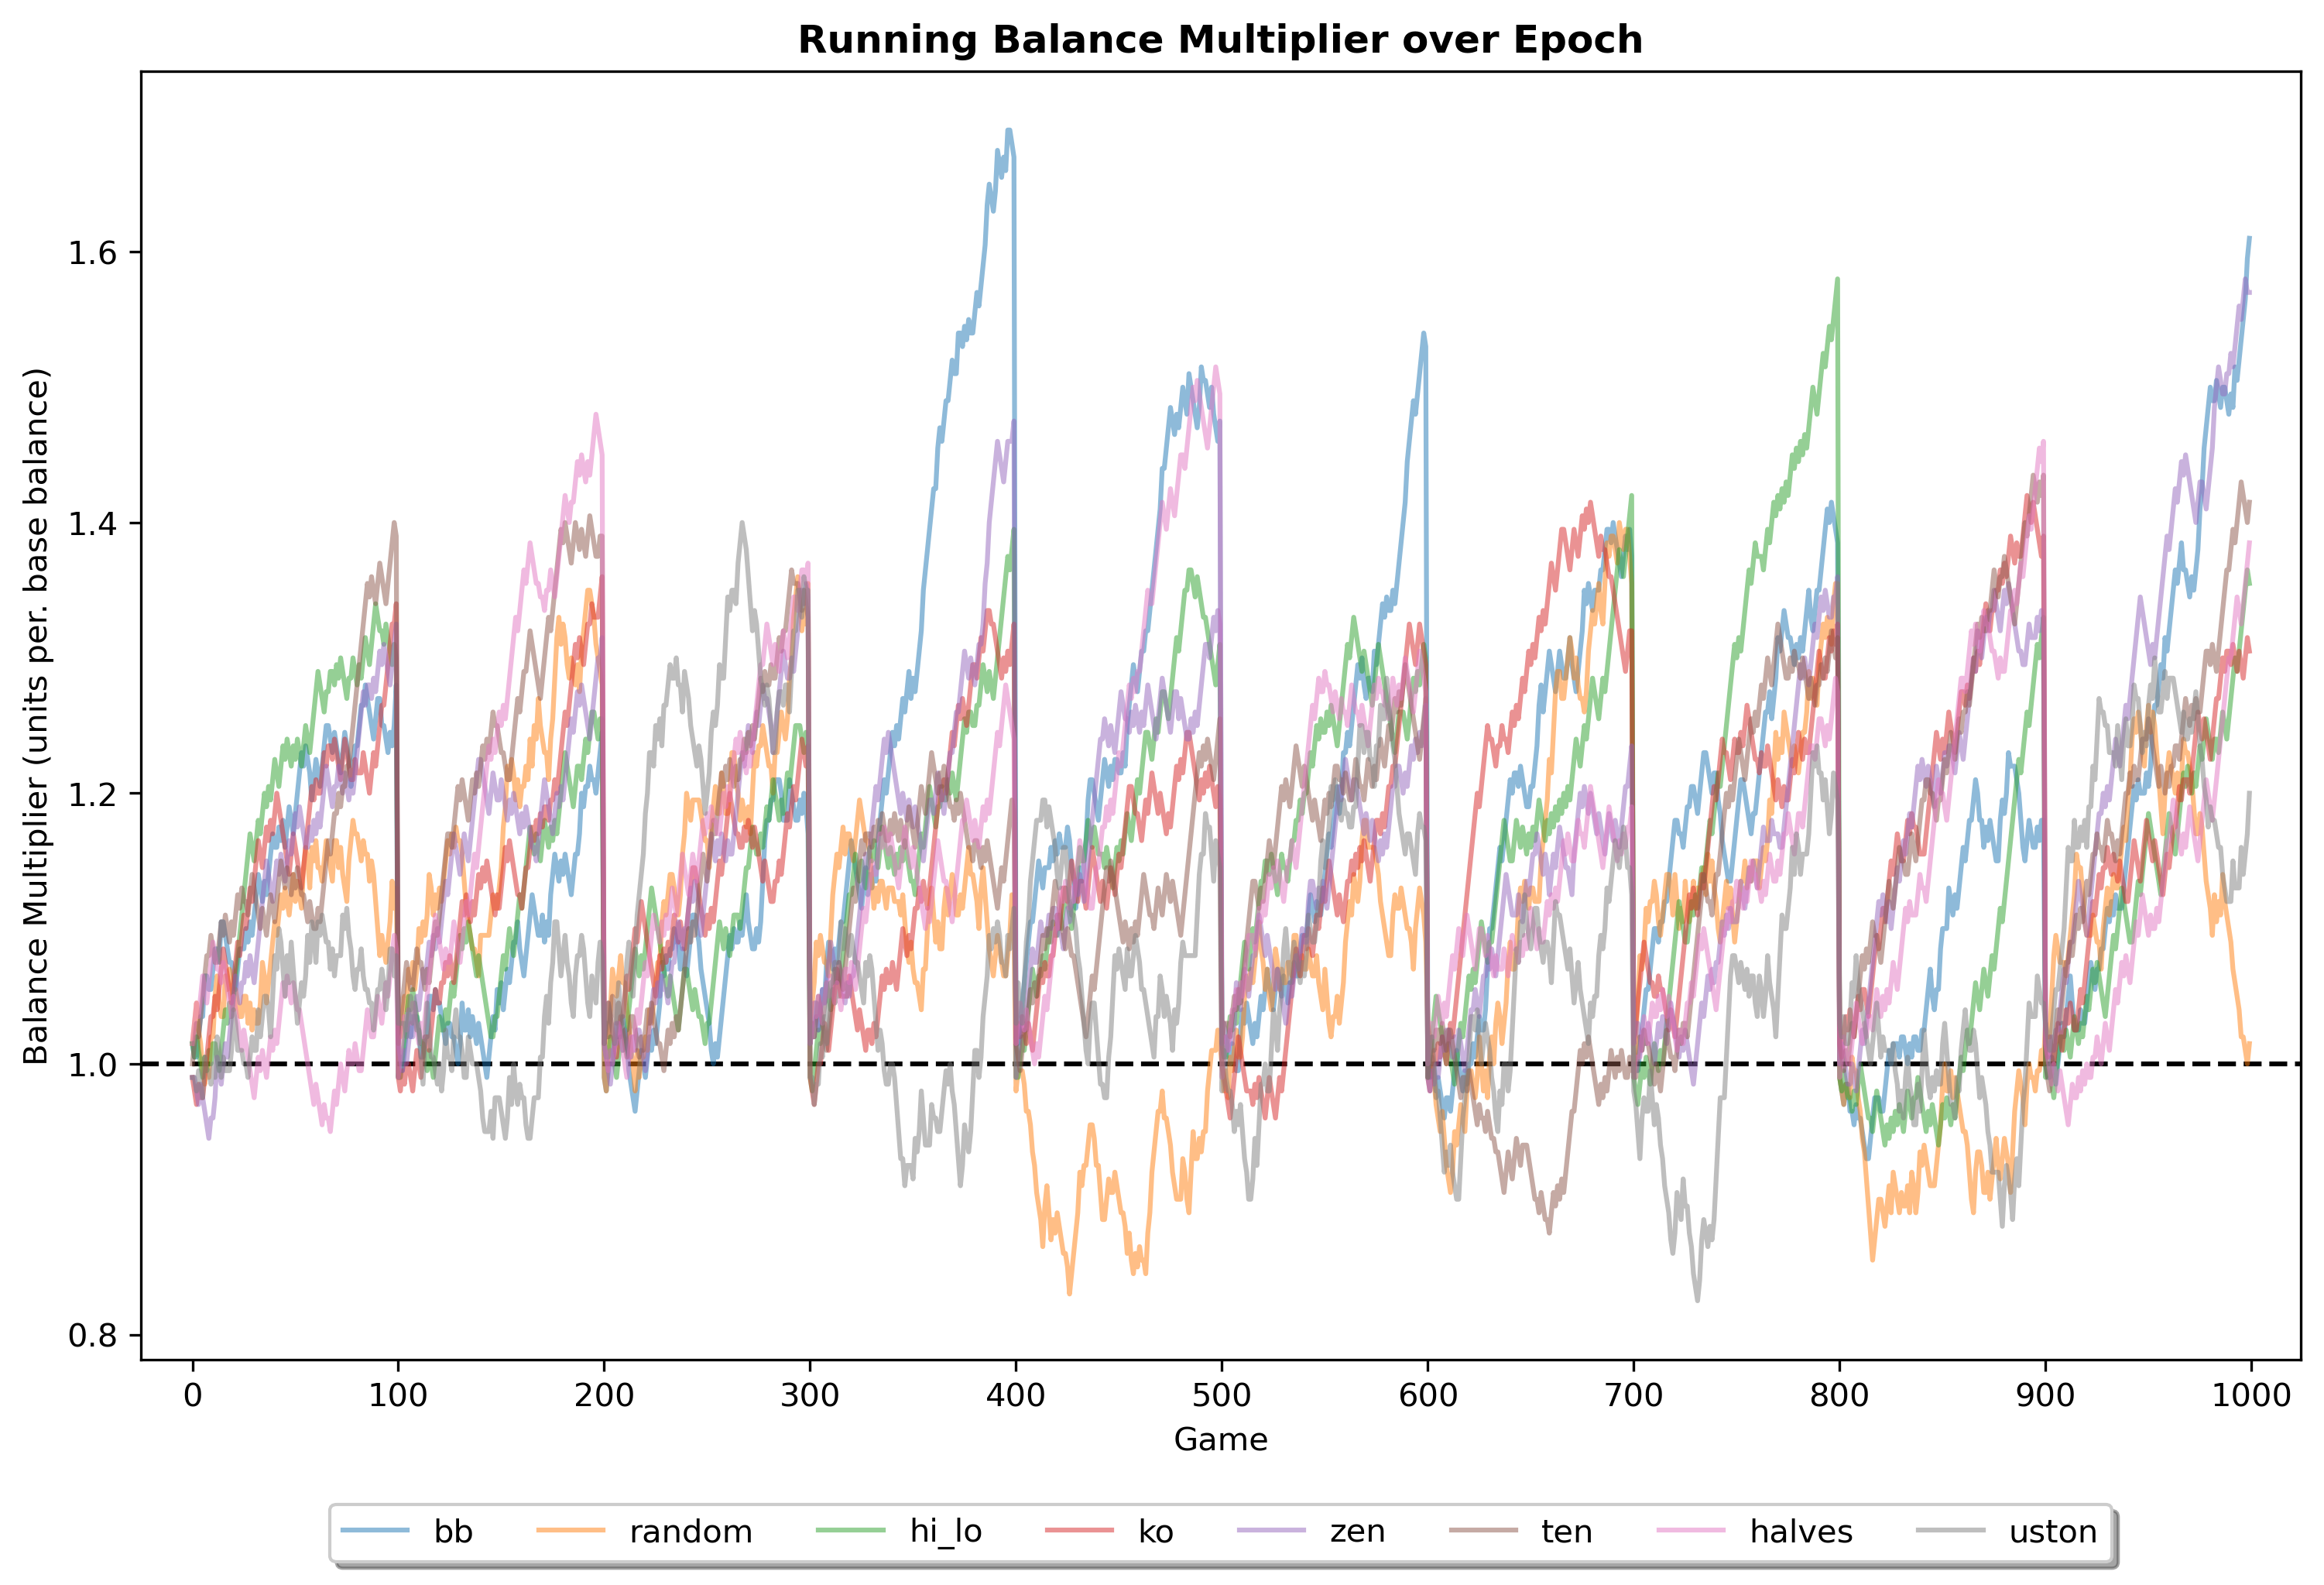 Running Balance Multiplier over Epoch
Balance Multiplier (units per. base balance)
1.6
1.4
1.2
1.0
0.8
0 100 200 300 400 500 600 700 800 900 1000
Game
bb random hi_lo ko zen ten halves uston